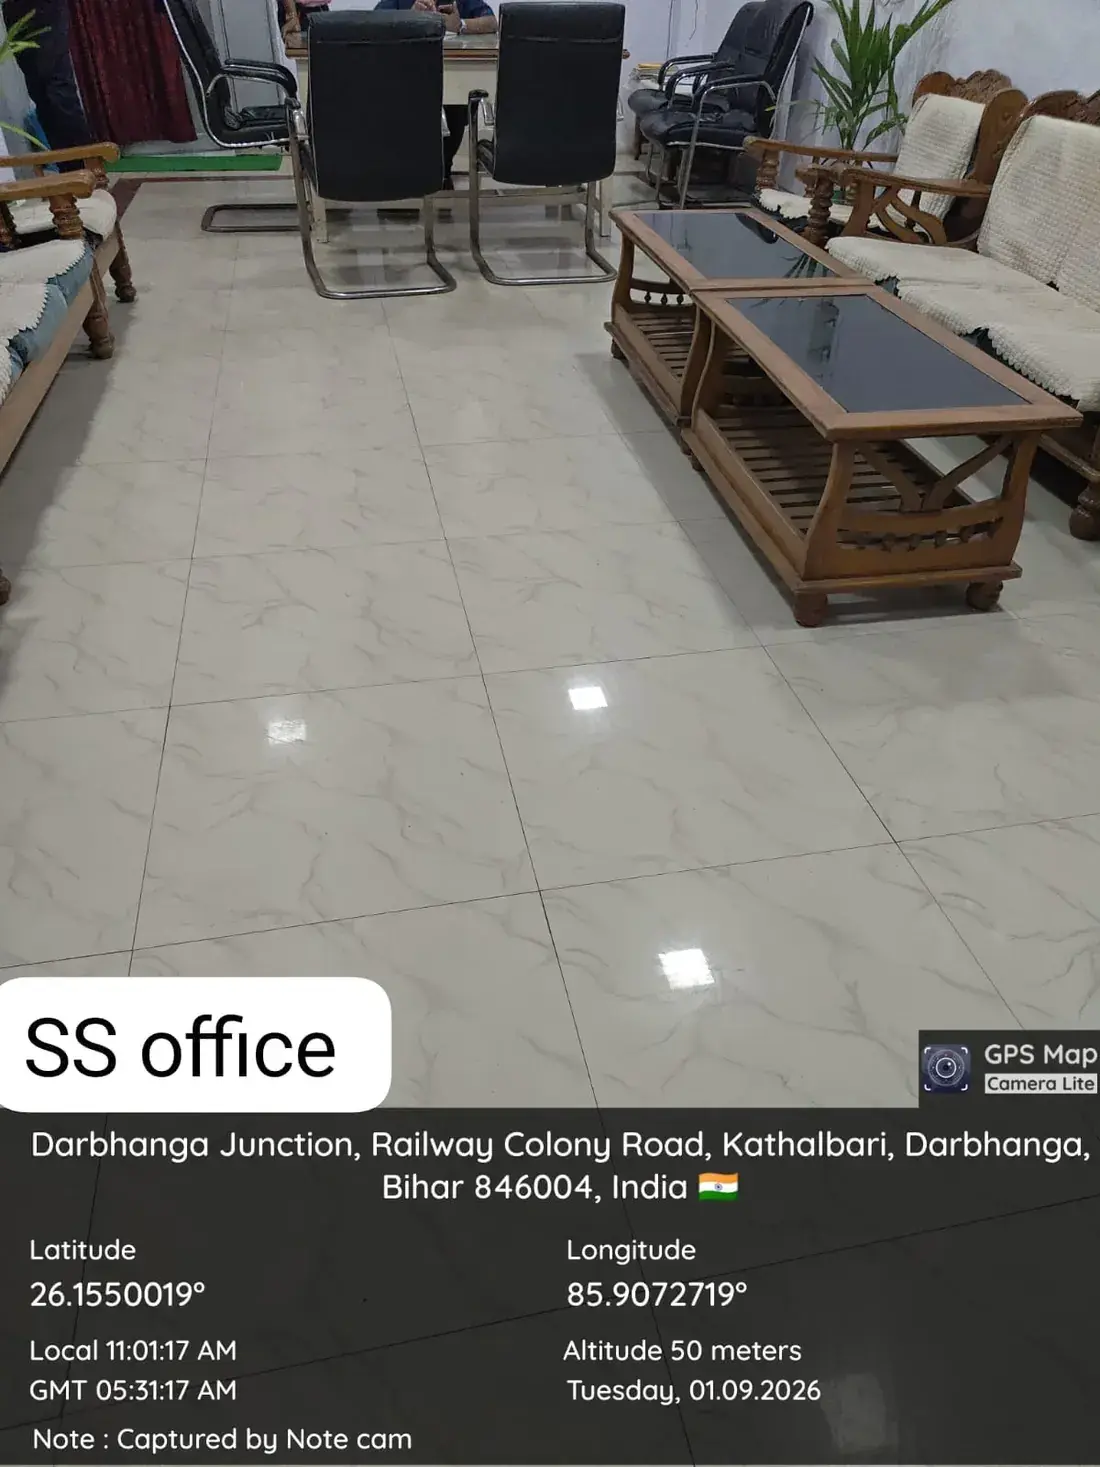 SS office
GPS Map
Camera Lite
Darbhanga Junction, Railway Colony Road, Kathalbari, Darbhanga,
Bihar 846004, India 🇮🇳
Latitude
26.1550019°
Longitude
85.9072719°
Local 11:01:17 AM
GMT 05:31:17 AM
Altitude 50 meters
Tuesday, 01.09.2026
Note : Captured by Note cam